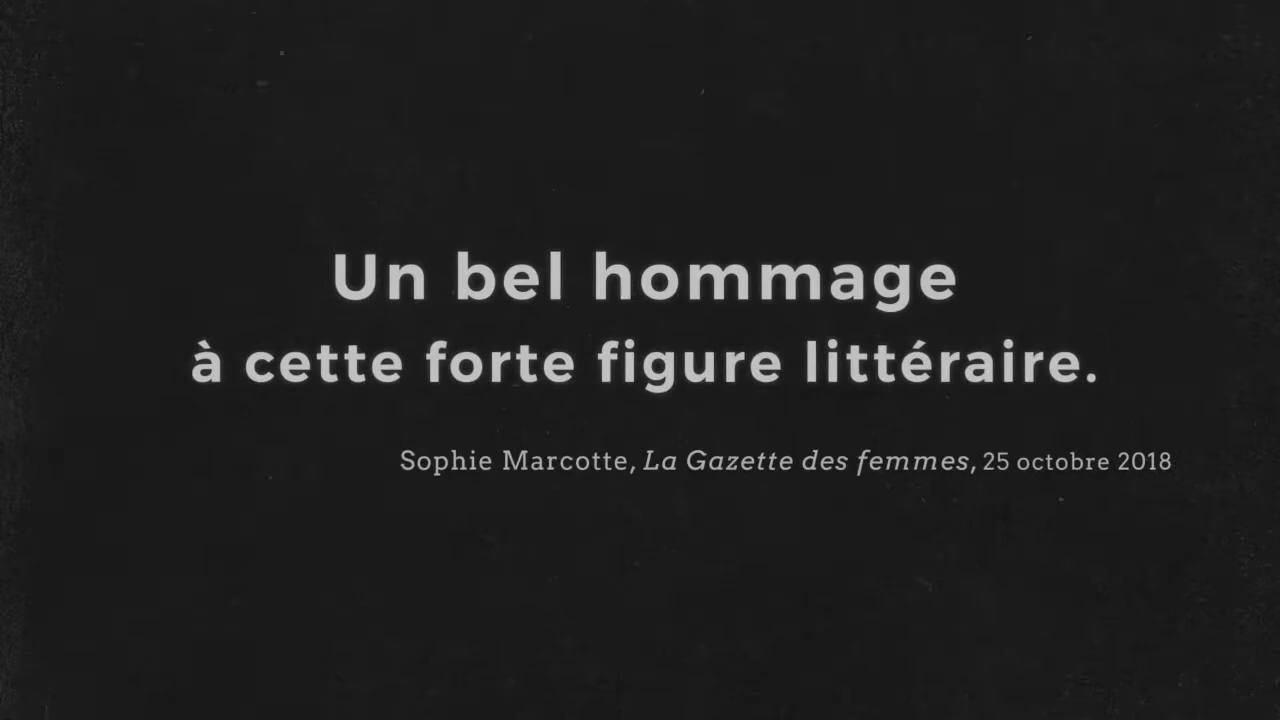 Un bel hommage
à cette forte figure littéraire.
Sophie Marcotte, La Gazette des femmes, 25 octobre 2018